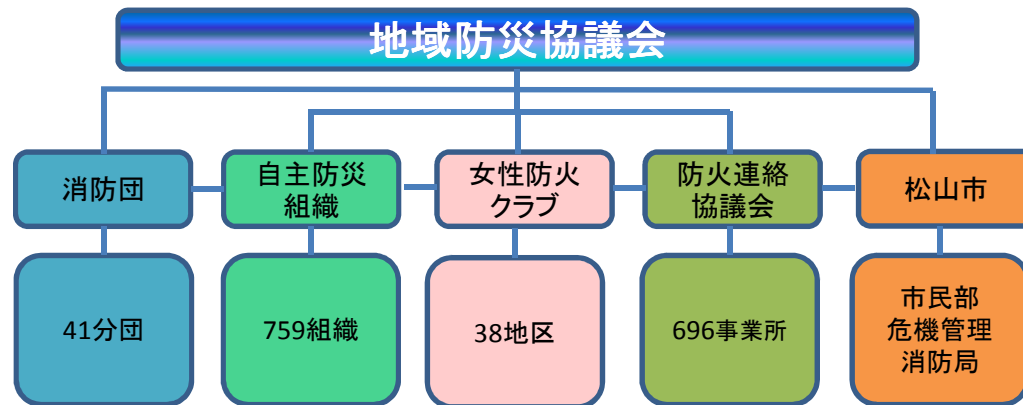 地域防災協議会
消防団
自主防災
組織
女性防火
クラブ
防火連絡
協議会
松山市
41分団
759組織
38地区
696事業所
市民部
危機管理
消防局